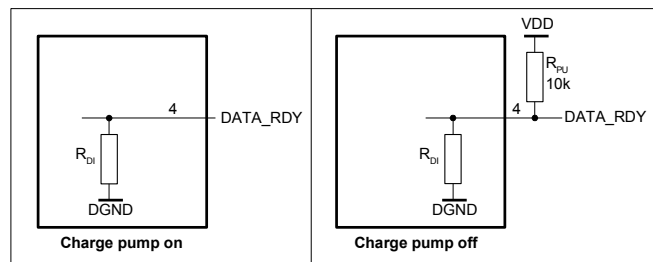 4
DATA_RDY
R_DI
DGND
Charge pump on
VDD
R_PU
10k
4
DATA_RDY
R_DI
DGND
Charge pump off